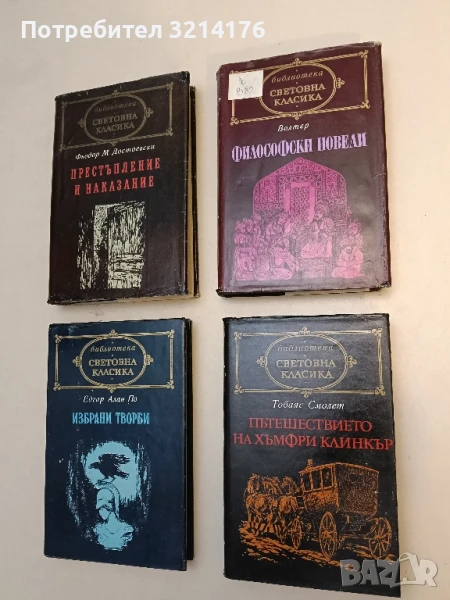 Потребител 3214176
библиотека
СВЕТОВНА
КЛАСИКА
Фьодор М. Достоевски
ПРЕСТЪПЛЕНИЕ
И НАКАЗАНИЕ
библиотека
СВЕТОВНА
КЛАСИКА
Волтер
ФИЛОСОФСКИ НОВЕЛИ
библиотека
СВЕТОВНА
КЛАСИКА
Едгар Алан По
ИЗБРАНИ ТВОРБИ
библиотека
СВЕТОВНА
КЛАСИКА
Тобаяс Смолет
ПЪТЕШЕСТВИЕТО
НА ХЪМФРИ КЛИНКЪР
BAZAR